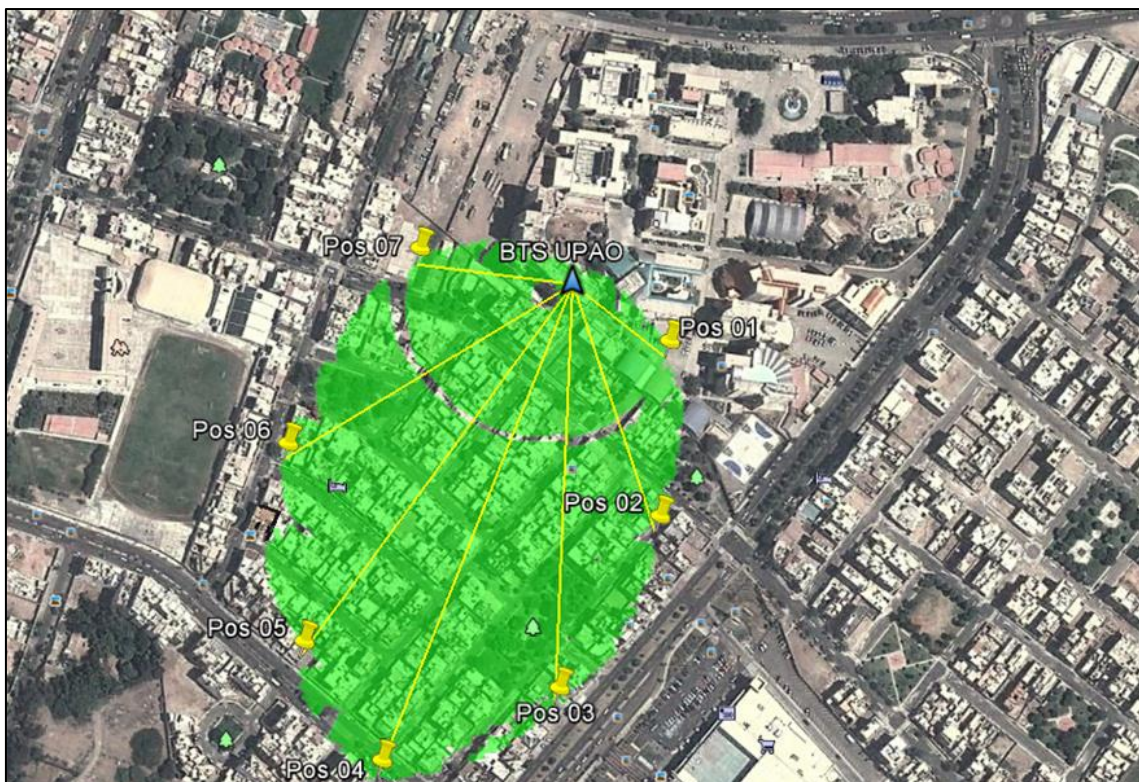 Pos 07
BTS UPAO
Pos 01
Pos 06
Pos 02
Pos 05
Pos 03
Pos 04